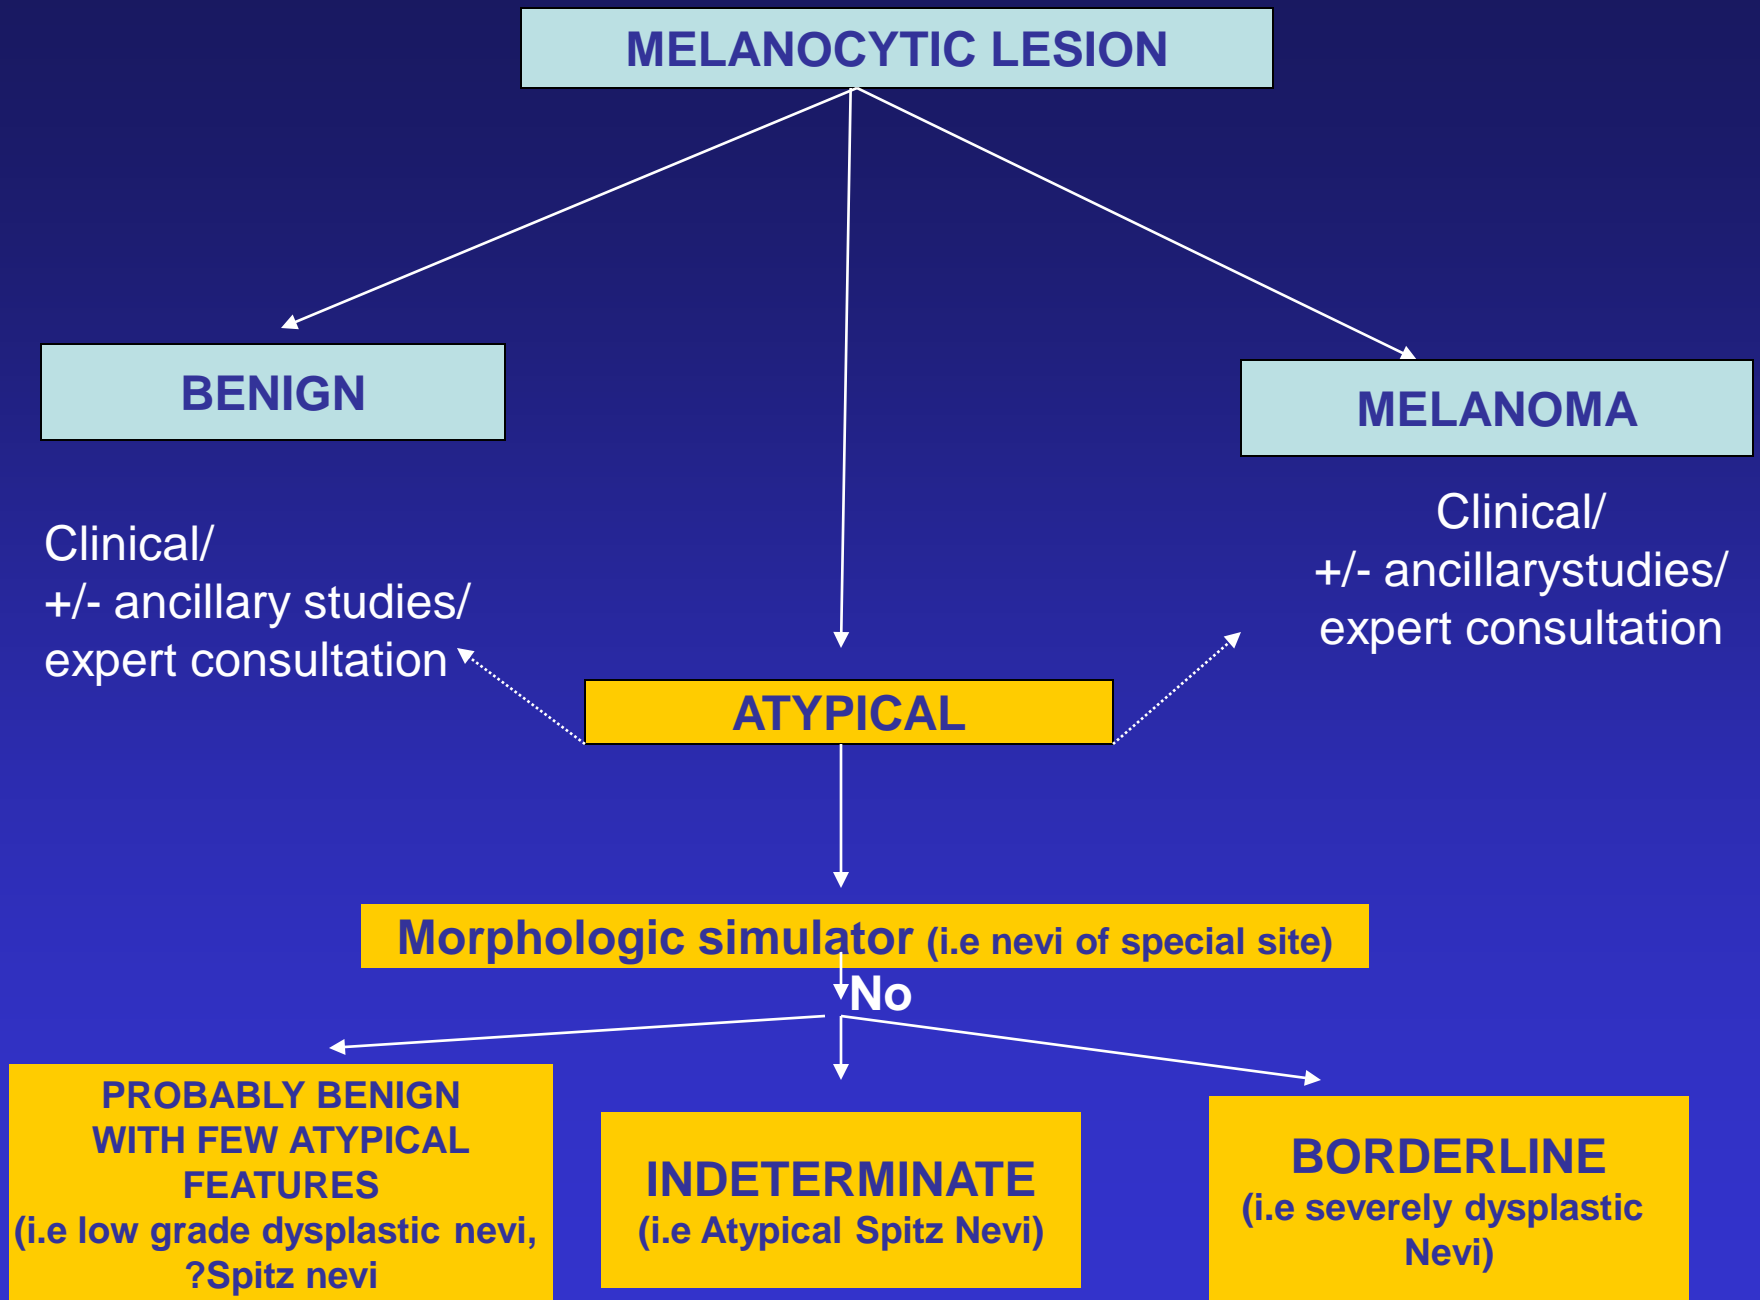 MELANOCYTIC LESION
BENIGN
MELANOMA
Clinical/
+/- ancillary studies/
expert consultation
Clinical/
+/- ancillarystudies/
expert consultation
ATYPICAL
Morphologic simulator (i.e nevi of special site)
No
PROBABLY BENIGN
WITH FEW ATYPICAL
FEATURES
(i.e low grade dysplastic nevi,
?Spitz nevi
INDETERMINATE
(i.e Atypical Spitz Nevi)
BORDERLINE
(i.e severely dysplastic
Nevi)